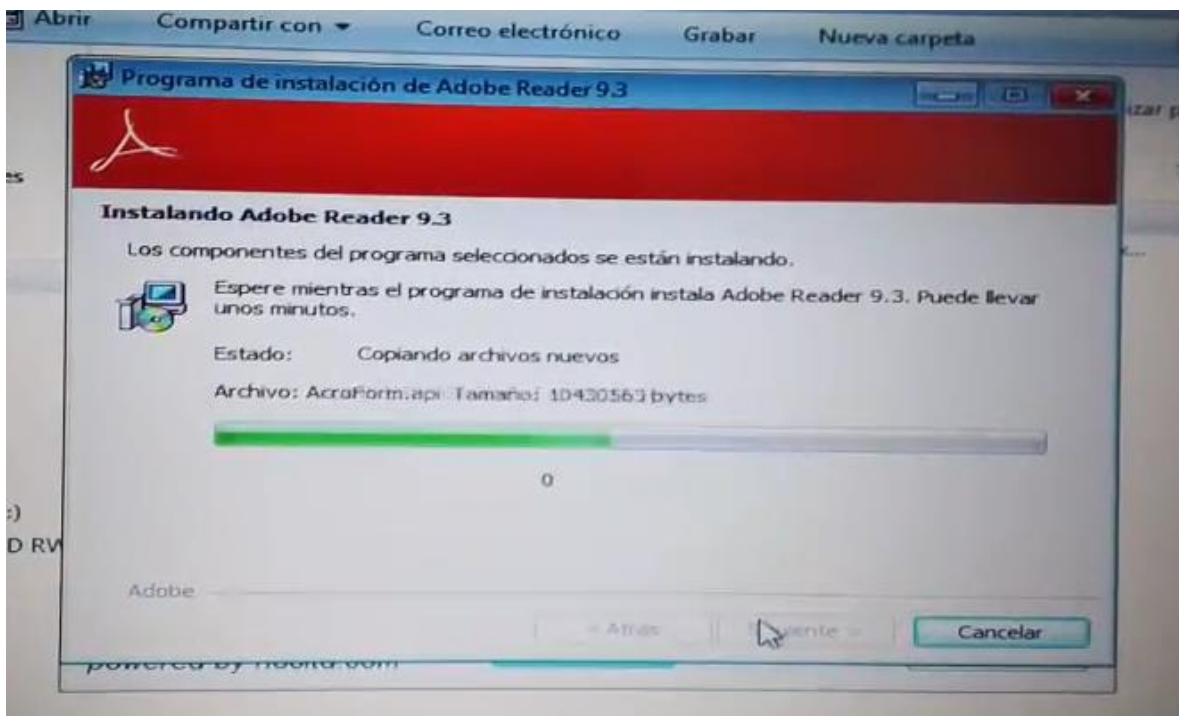 Abrir Compartir con Correo electrónico Grabar Nueva carpeta
Programa de instalación de Adobe Reader 9.3
Instalando Adobe Reader 9.3
Los componentes del programa seleccionados se están instalando.
Espere mientras el programa de instalación instala Adobe Reader 9.3. Puede llevar
unos minutos.
Estado: Copiando archivos nuevos
Archivo: AcroForm.api Tamaño: 10430563 bytes
0
D RW
Adobe
< Atrás Cancelar
powered by